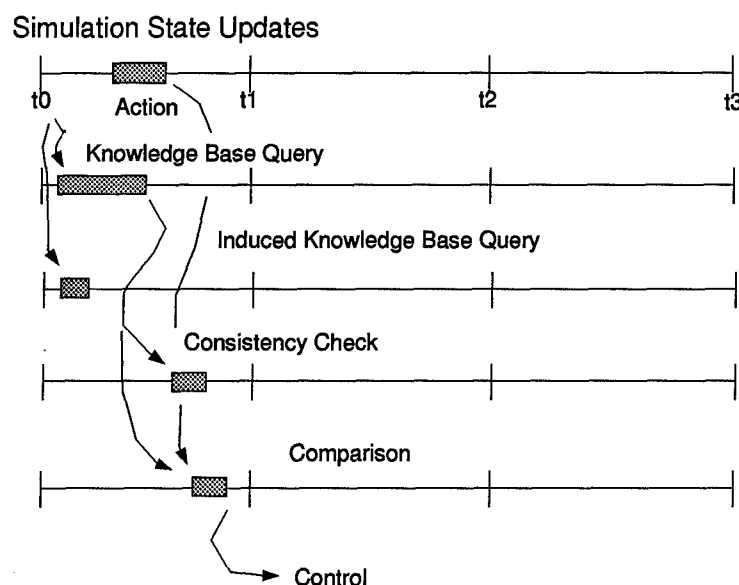 Simulation State Updates
t0 t1 t2 t3
Action
Knowledge Base Query
Induced Knowledge Base Query
Consistency Check
Comparison
Control